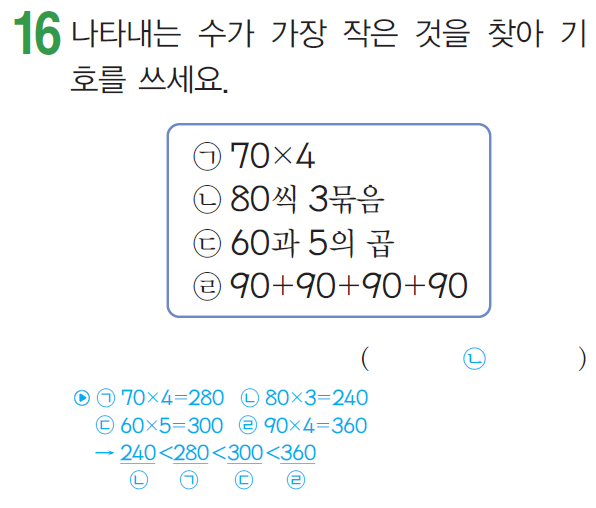 16 나타내는 수가 가장 작은 것을 찾아 기
호를 쓰세요.
㉠ 70×4
㉡ 80씩 3묶음
㉢ 60과 5의 곱
㉣ 90+90+90+90
( ㉡ )
▶ ㉠ 70×4=280 ㉡ 80×3=240
㉢ 60×5=300 ㉣ 90×4=360
→ 240<280<300<360
㉡ ㉠ ㉢ ㉣